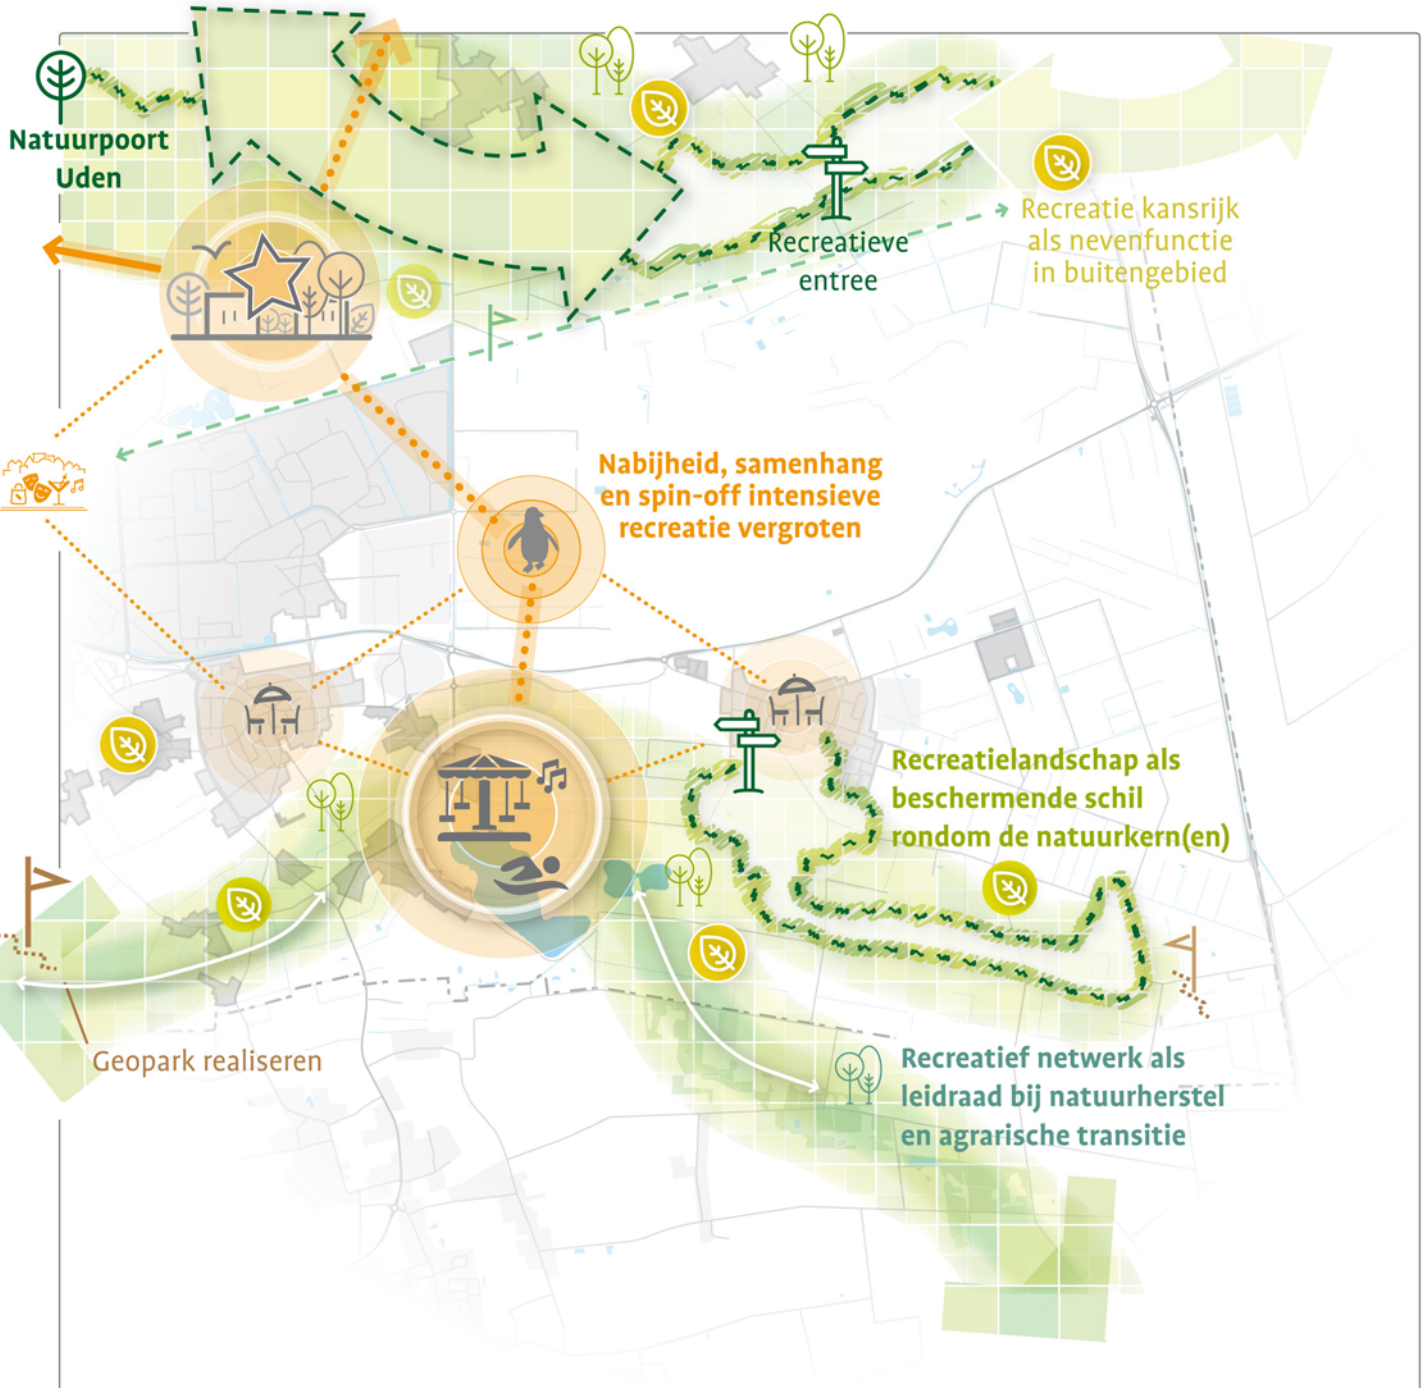 Natuurpoort
Uden
Recreatieve
entree
Recreatie kansrijk
als nevenfunctie
in buitengebied
Nabijheid, samenhang
en spin-off intensieve
recreatie vergroten
Recreatielandschap als
beschermende schil
rondom de natuurkern(en)
Geopark realiseren
Recreatief netwerk als
leidraad bij natuurherstel
en agrarische transitie